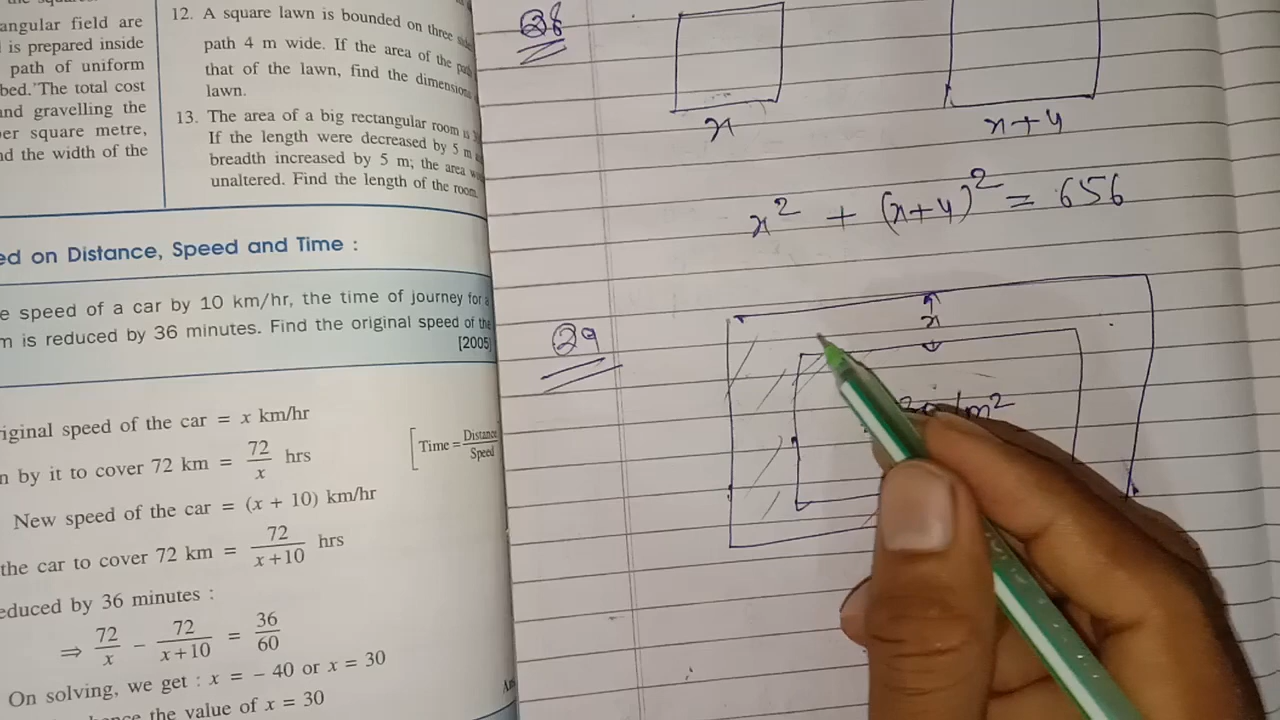 angular field are
is prepared inside
path of uniform
bed. The total cost
and gravelling the
er square metre,
nd the width of the
12. A square lawn is bounded on three
path 4 m wide. If the area of the
that of the lawn, find the dimensions
lawn.
13. The area of a big rectangular room is
If the length were decreased by 5 m
breadth increased by 5 m; the area
unaltered. Find the length of the room.
ed on Distance, Speed and Time :
e speed of a car by 10 km/hr, the time of journey for a
m is reduced by 36 minutes. Find the original speed of the
[2005]
riginal speed of the car = x km/hr
n by it to cover 72 km = 72/x hrs
[Time = Distance/Speed
New speed of the car = (x + 10) km/hr
the car to cover 72 km = 72/x+10 hrs
educed by 36 minutes :
⇒ 72/x - 72/x+10 = 36/60
On solving, we get : x = - 40 or x = 30
hence the value of x = 30
Ans
Q8
x
x+4
x² + (x+4)² = 656
Q9
x
/m²